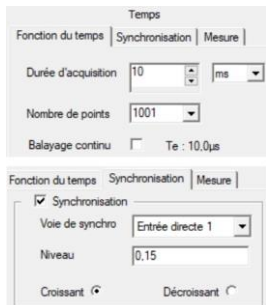 Temps
Fonction du temps Synchronisation Mesure
Durée d'acquisition 10 ms
Nombre de points 1001
Balayage continu Te : 10,0µs
Fonction du temps Synchronisation Mesure
Synchronisation
Voie de synchro Entrée directe 1
Niveau 0,15
Croissant Décroissant